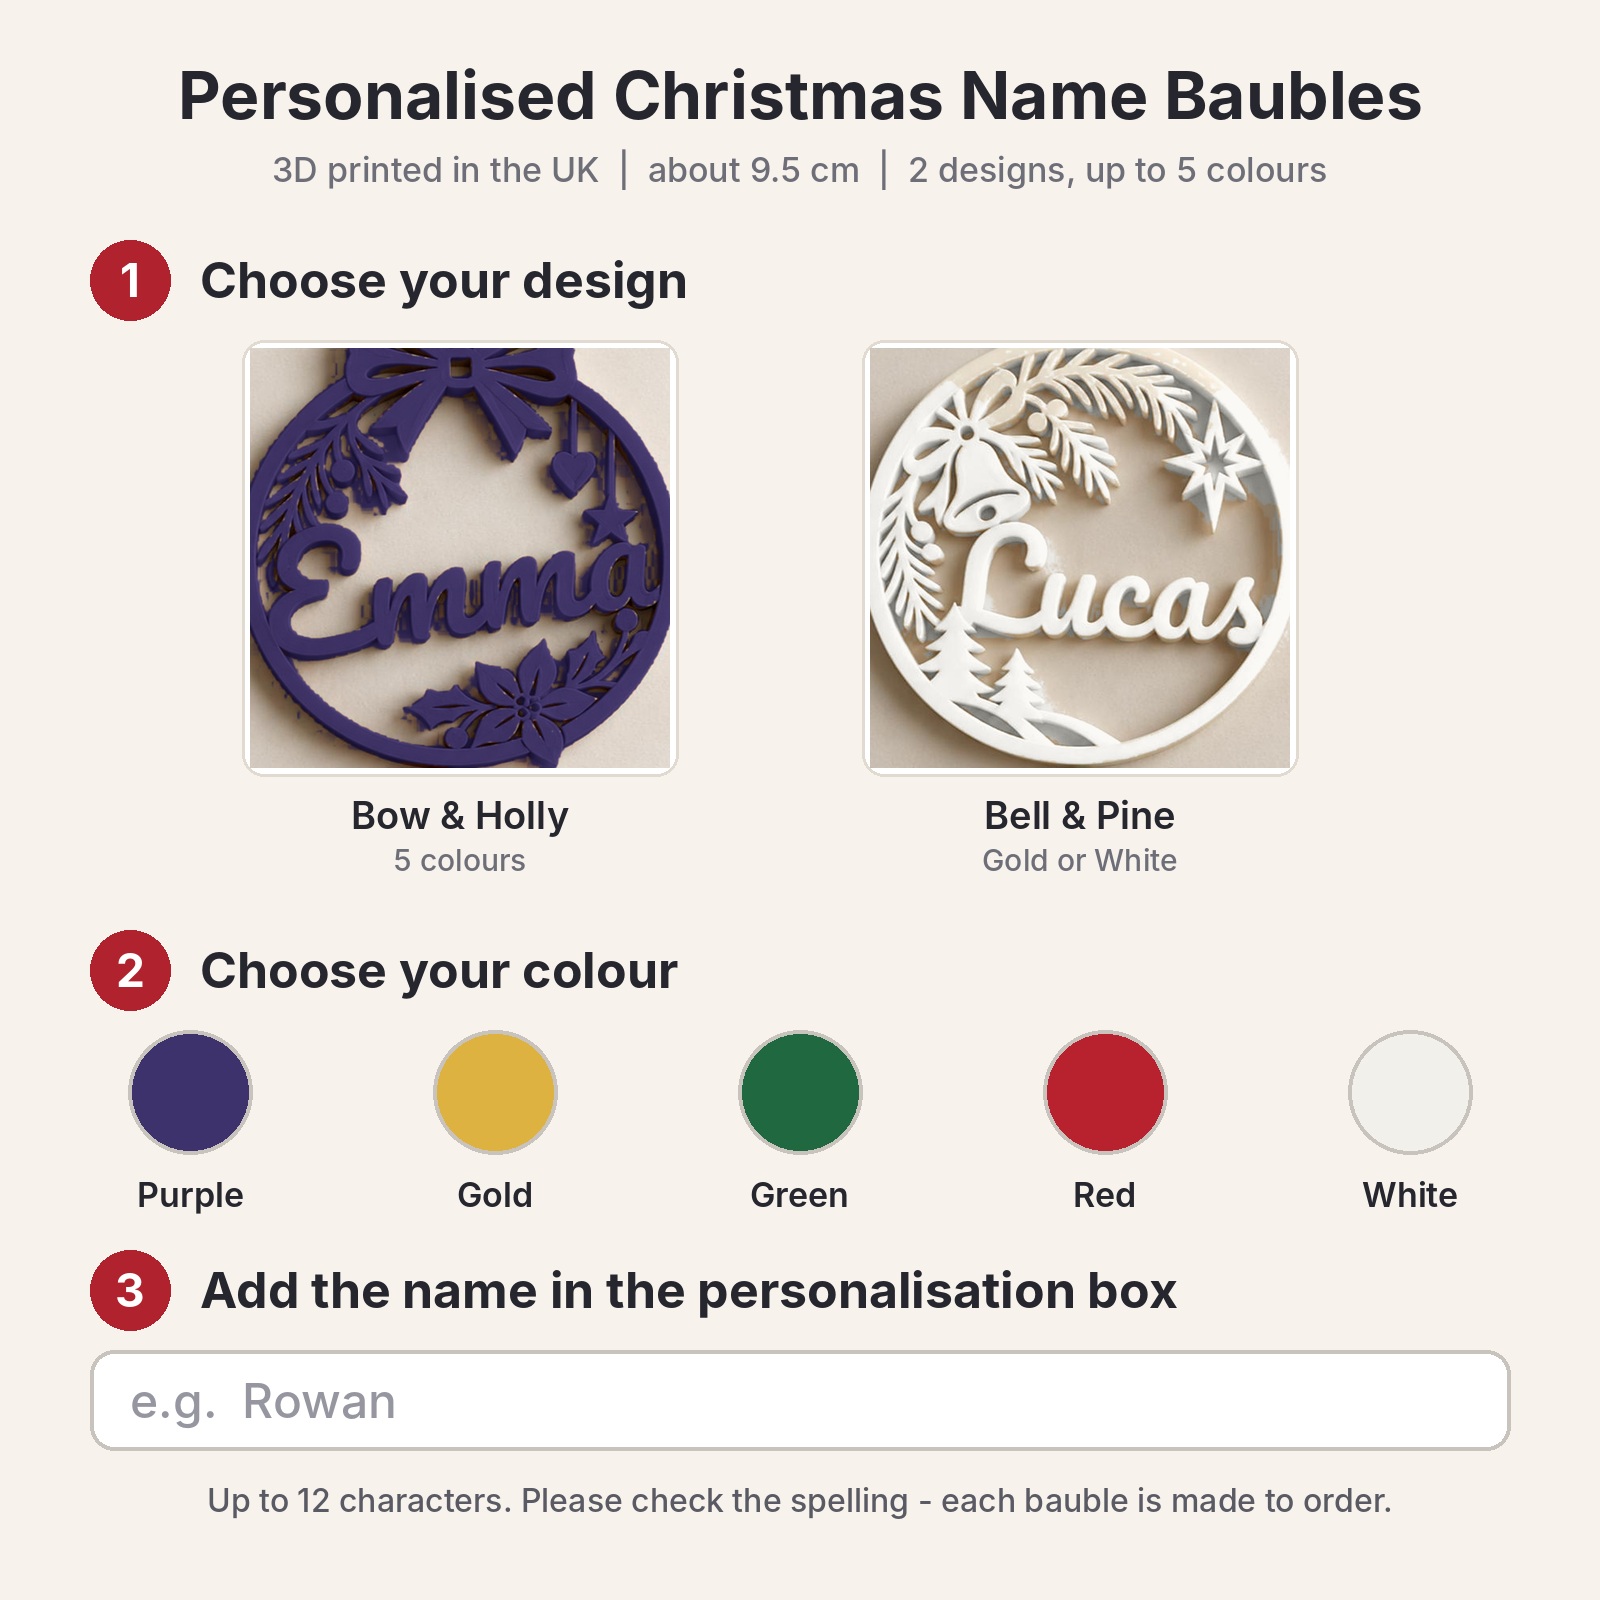 Personalised Christmas Name Baubles
3D printed in the UK | about 9.5 cm | 2 designs, up to 5 colours
1 Choose your design
Emma
Lucas
Bow & Holly
5 colours
Bell & Pine
Gold or White
2 Choose your colour
Purple
Gold
Green
Red
White
3 Add the name in the personalisation box
e.g. Rowan
Up to 12 characters. Please check the spelling - each bauble is made to order.